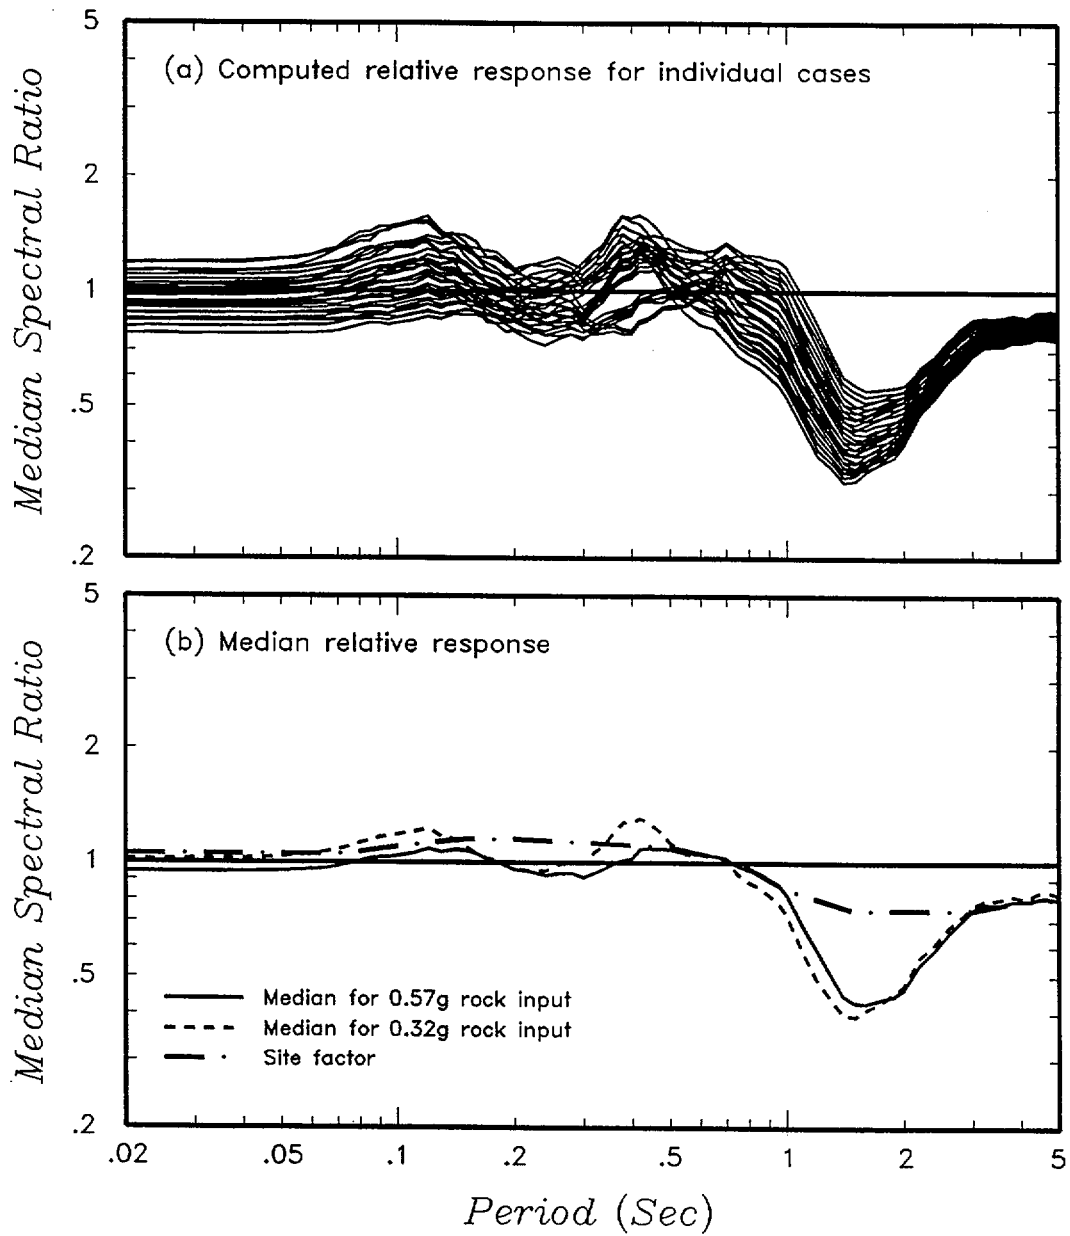 5
(a) Computed relative response for individual cases
2
1
.5
.2
Median Spectral Ratio
5
(b) Median relative response
2
1
.5
.2
Median Spectral Ratio
Median for 0.57g rock input
Median for 0.32g rock input
Site factor
.02 .05 .1 .2 .5 1 2 5
Period (Sec)